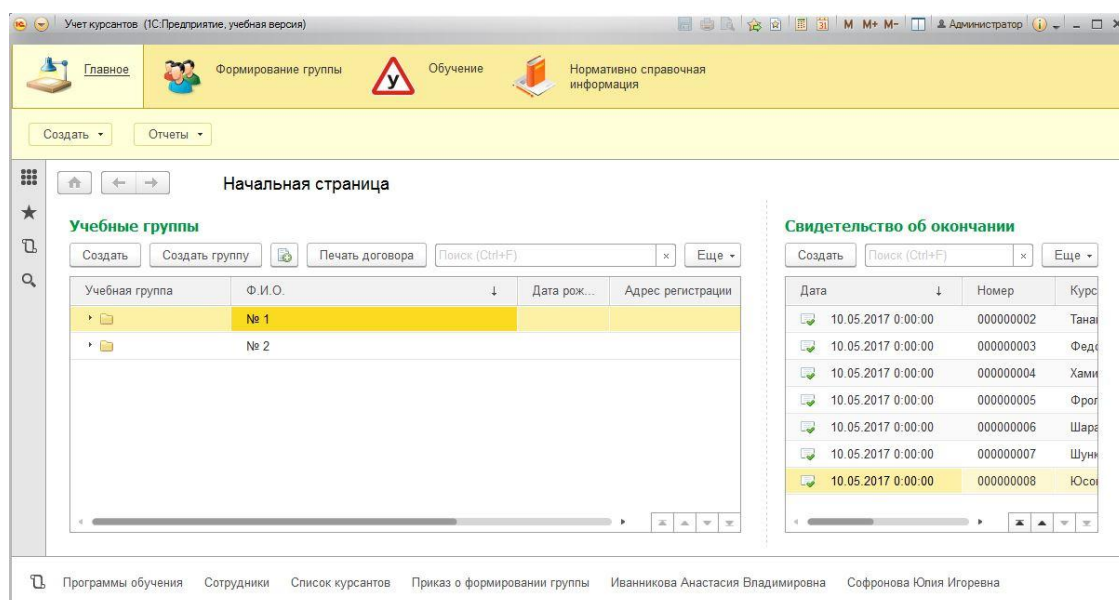 Учет курсантов (1С:Предприятие, учебная версия)
M M+ M- Администратор
Главное
Формирование группы
Обучение
Нормативно справочная
информация
Создать
Отчеты
Начальная страница
Учебные группы
Создать Создать группу Печать договора Поиск (Ctrl+F) × Еще
Учебная группа Ф.И.О. ↓ Дата рож... Адрес регистрации
№ 1
№ 2
Свидетельство об окончании
Создать Поиск (Ctrl+F) × Еще
Дата ↓ Номер Курс
10.05.2017 0:00:00 000000002
10.05.2017 0:00:00 000000003
10.05.2017 0:00:00 000000004 Хами
10.05.2017 0:00:00 000000005 Фрол
10.05.2017 0:00:00 000000006 Шара
10.05.2017 0:00:00 000000007 Шунк
10.05.2017 0:00:00 000000008
Программы обучения Сотрудники Список курсантов Приказ о формировании группы Иванникова Анастасия Владимировна Софронова Юлия Игоревна